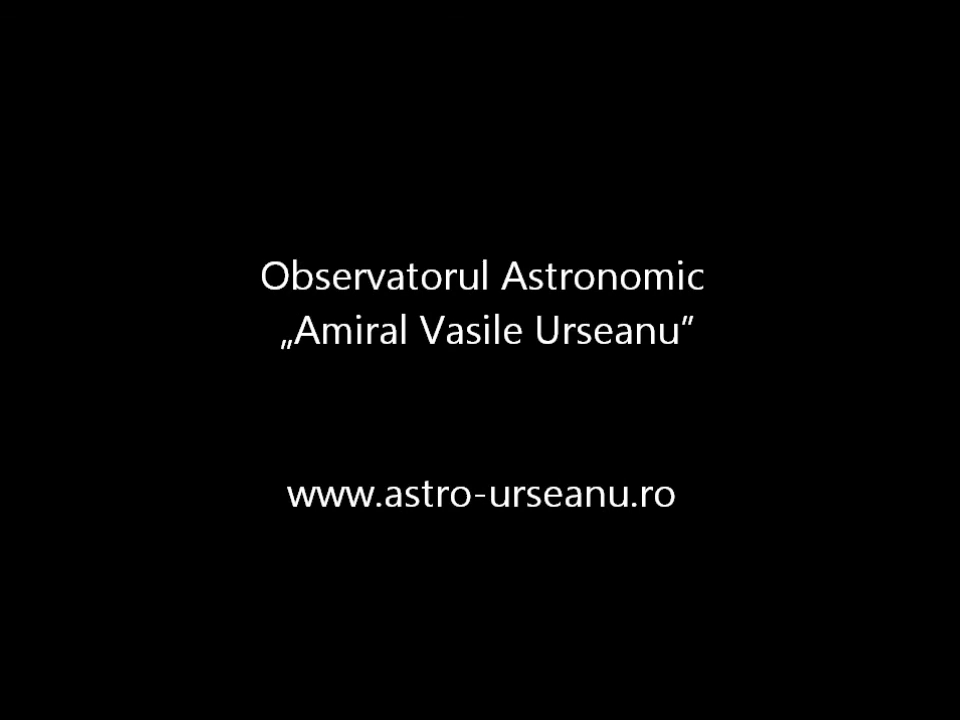 Observatorul Astronomic
„Amiral Vasile Urseanu”
www.astro-urseanu.ro